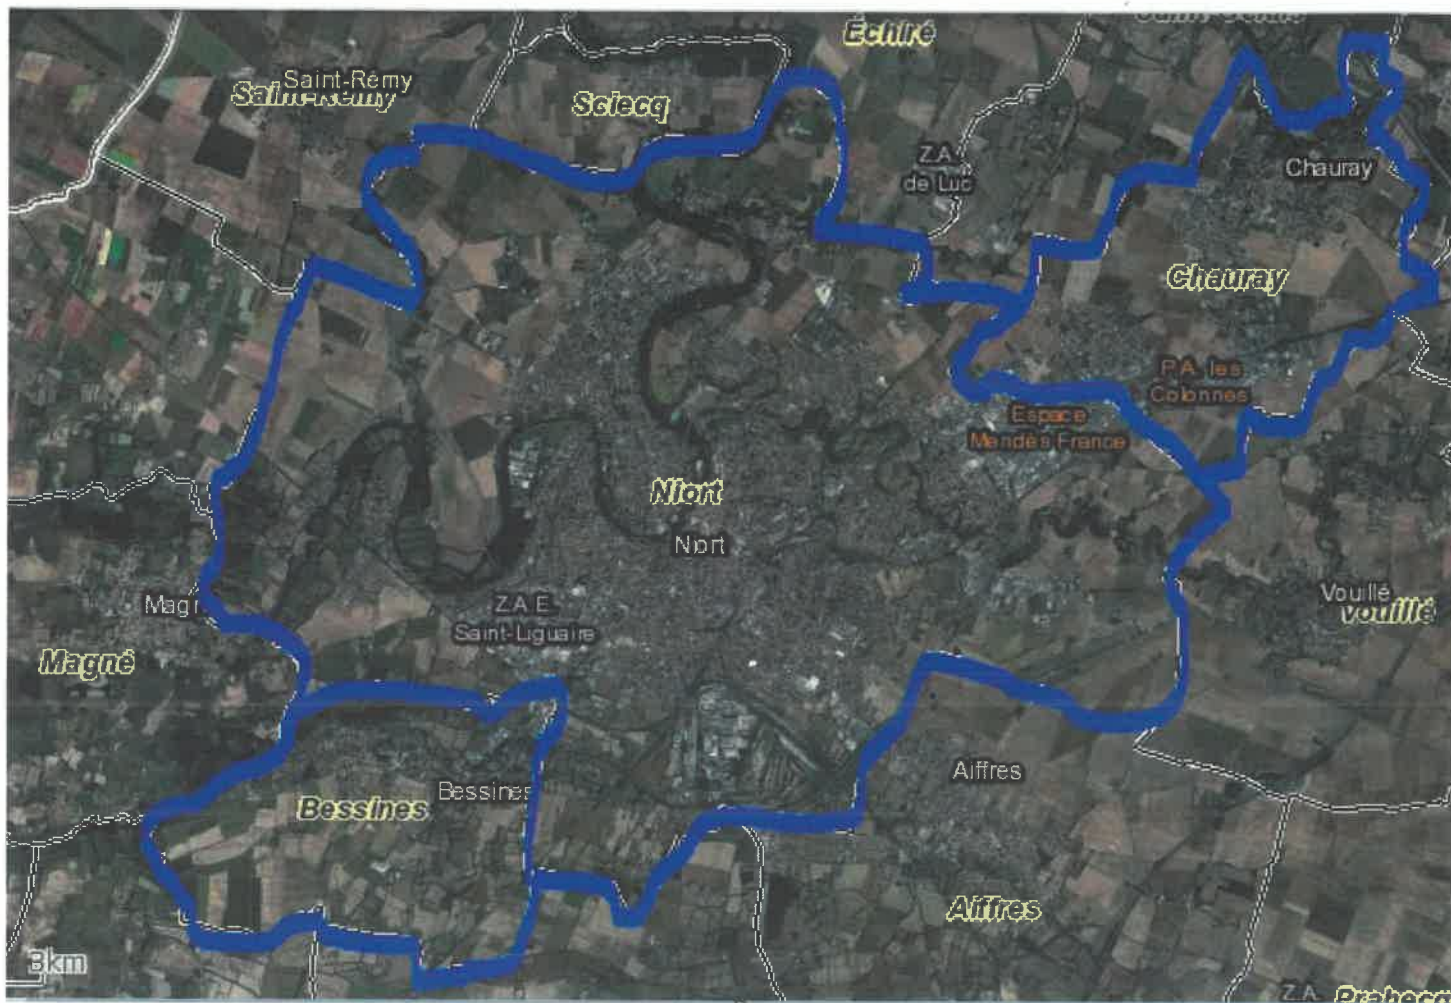 Échiré
Saint-Rémy
Saint-Rémy
Sciecq
Z.A.
de Luc
Chauray
Chauray
P.A. les
Colonnes
Espace
Mendès France
Niort
Niort
Z.A.E.
Saint-Liguaire
Vouillé
Vouillé
Magné
Aiffres
Bessines
Bessines
Aiffres
3km
Z.A.